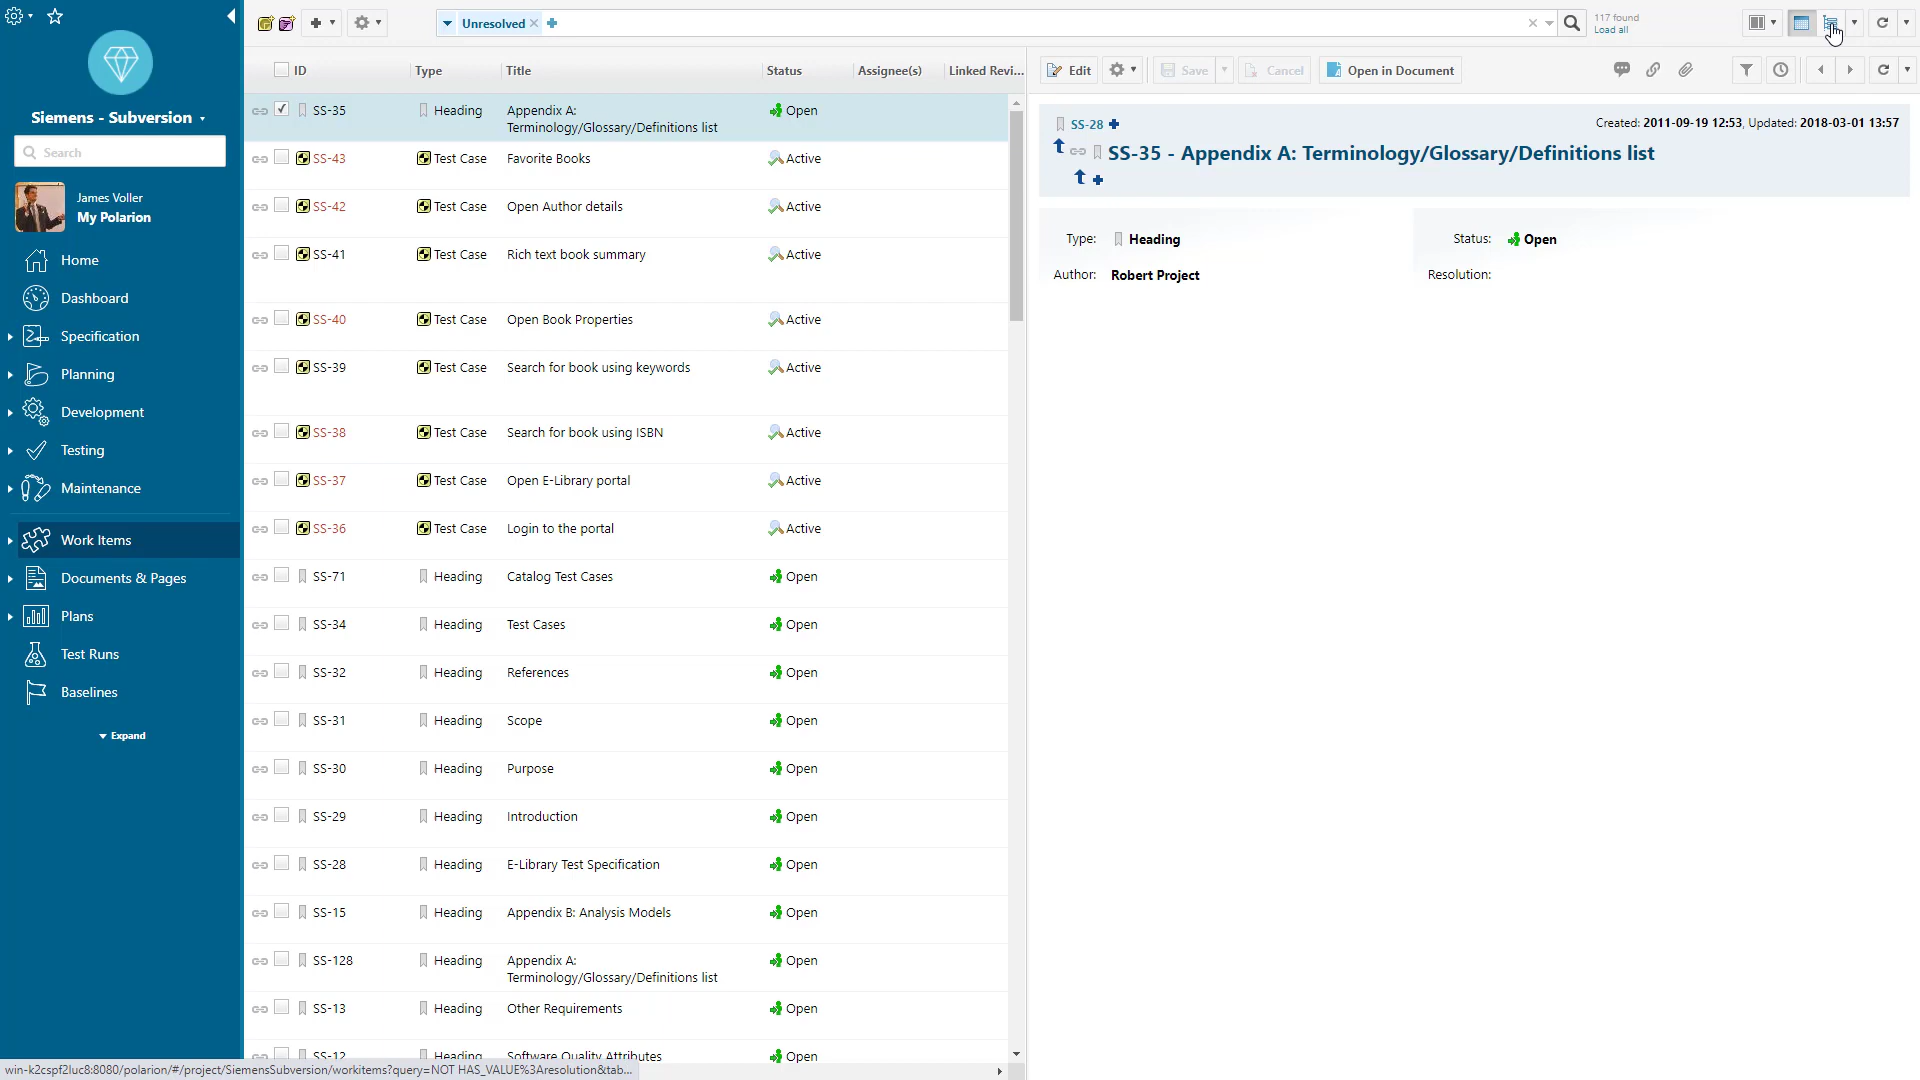 Unresolved
117 found
Load all
Siemens - Subversion
Search
James Voller
My Polarion
Home
Dashboard
Specification
Planning
Development
Testing
Maintenance
Work Items
Documents & Pages
Plans
Test Runs
Baselines
Expand
ID Type Title Status Assignee(s) Linked Revi...
SS-35 Heading Appendix A: Open
Terminology/Glossary/Definitions list
SS-43 Test Case Favorite Books Active
SS-42 Test Case Open Author details Active
SS-41 Test Case Rich text book summary Active
SS-40 Test Case Open Book Properties Active
SS-39 Test Case Search for book using keywords Active
SS-38 Test Case Search for book using ISBN Active
SS-37 Test Case Open E-Library portal Active
SS-36 Test Case Login to the portal Active
SS-71 Heading Catalog Test Cases Open
SS-34 Heading Test Cases Open
SS-32 Heading References Open
SS-31 Heading Scope Open
SS-30 Heading Purpose Open
SS-29 Heading Introduction Open
SS-28 Heading E-Library Test Specification Open
SS-15 Heading Appendix B: Analysis Models Open
SS-128 Heading Appendix A: Open
Terminology/Glossary/Definitions list
SS-13 Heading Other Requirements Open
SS-12 Heading Software Quality Attributes Open
Edit Save Cancel Open in Document
SS-28 Created: 2011-09-19 12:53, Updated: 2018-03-01 13:57
SS-35 - Appendix A: Terminology/Glossary/Definitions list
Type: Heading Status: Open
Author: Robert Project Resolution:
win-k2cspf2luc8:8080/polarion/#/project/SiemensSubversion/workitems?query=NOT HAS_VALUE%3Aresolution&tab...